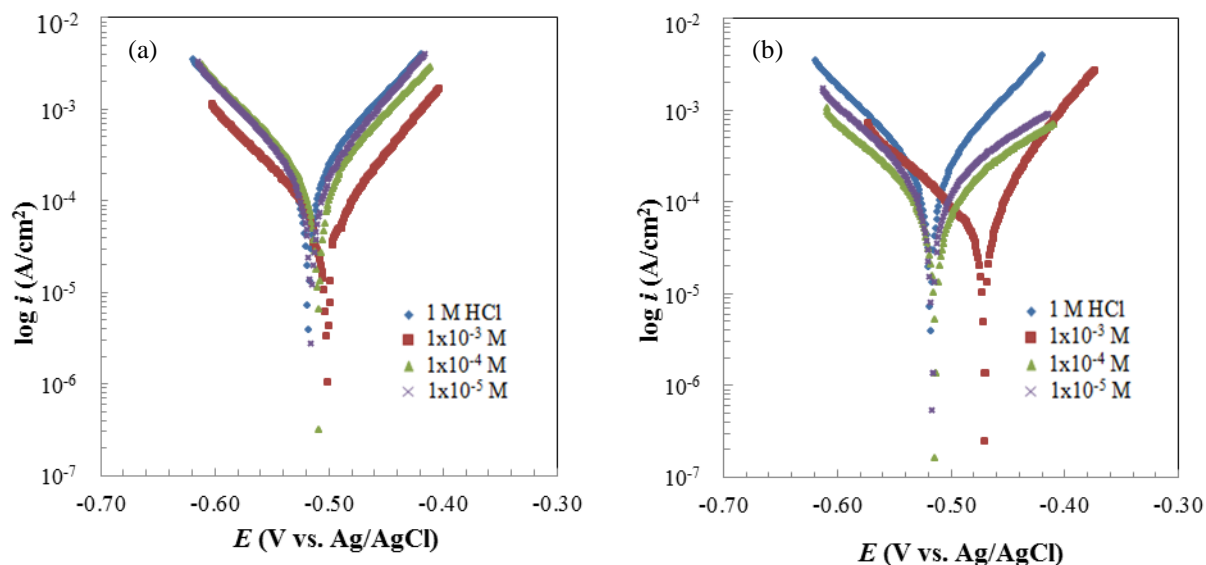 (a)
10⁻²
10⁻³
10⁻⁴
10⁻⁵
10⁻⁶
10⁻⁷
log i (A/cm²)
1 M HCl
1x10⁻³ M
1x10⁻⁴ M
1x10⁻⁵ M
-0.70 -0.60 -0.50 -0.40 -0.30
E (V vs. Ag/AgCl)
(b)
10⁻²
10⁻³
10⁻⁴
10⁻⁵
10⁻⁶
10⁻⁷
log i (A/cm²)
1 M HCl
1x10⁻³ M
1x10⁻⁴ M
1x10⁻⁵ M
-0.70 -0.60 -0.50 -0.40 -0.30
E (V vs. Ag/AgCl)